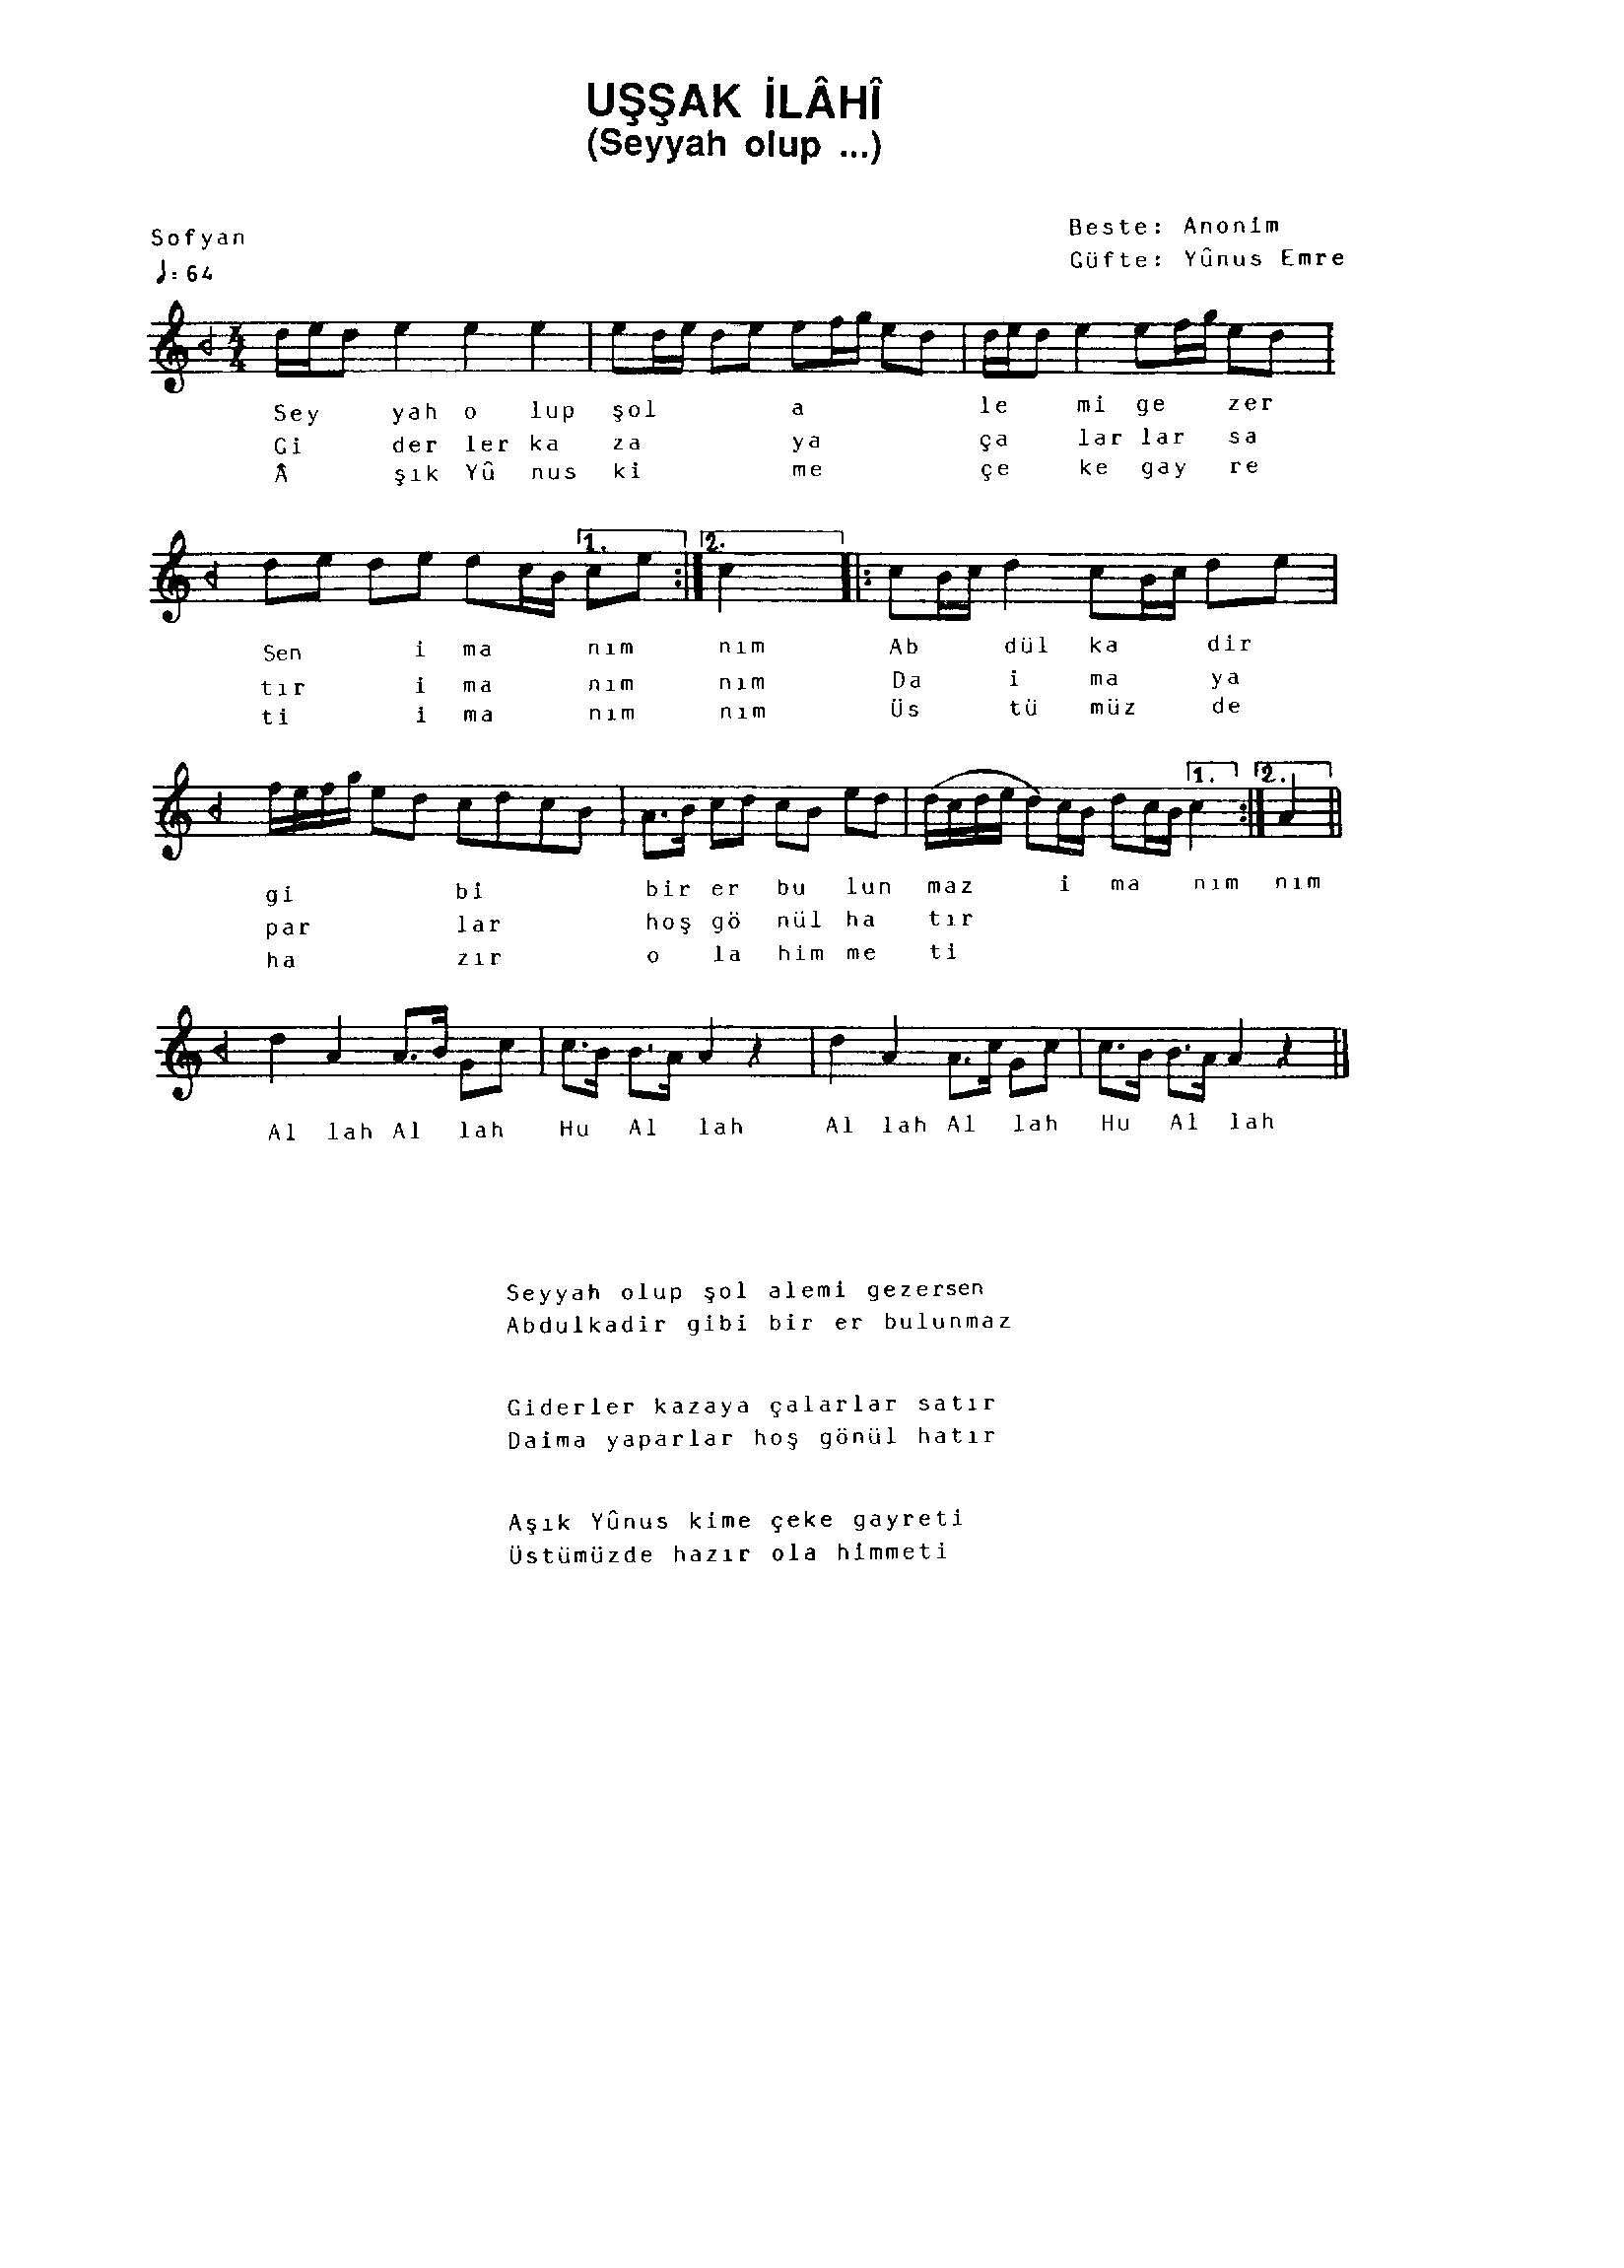 UŞŞAK İLÂHÎ
(Seyyah olup ...)
Sofyan
Beste: Anonim
♩=64
Güfte: Yûnus Emre
Sey yah o lup şol a le mi ge zer
Gi der ler ka za ya ça lar lar sa
Â şık Yû nus ki me çe ke gay re
1. 2.
Sen i ma nım nım Ab dül ka dir
tır i ma nım nım Da i ma ya
ti i ma nım nım Üs tü müz de
1. 2.
gi bi bir er bu lun maz i ma nım nım
par lar hoş gö nül ha tır
ha zır o la him me ti
Al lah Al lah Hu Al lah Al lah Al lah Hu Al lah
Seyyah olup şol alemi gezersen
Abdulkadir gibi bir er bulunmaz
Giderler kazaya çalarlar satır
Daima yaparlar hoş gönül hatır
Aşık Yûnus kime çeke gayreti
Üstümüzde hazır ola himmeti